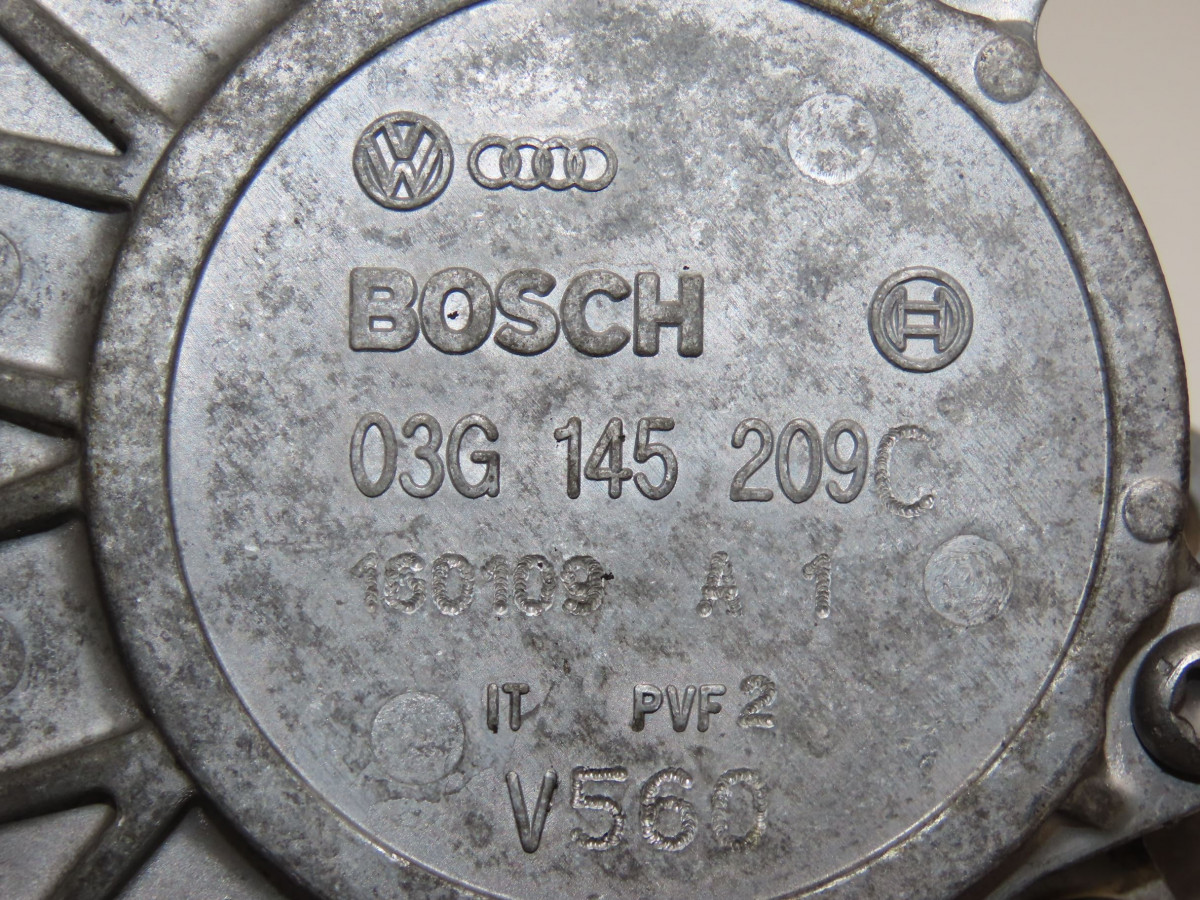 BOSCH
03G 145 209C
160109 A 1
IT PVF 2
V560